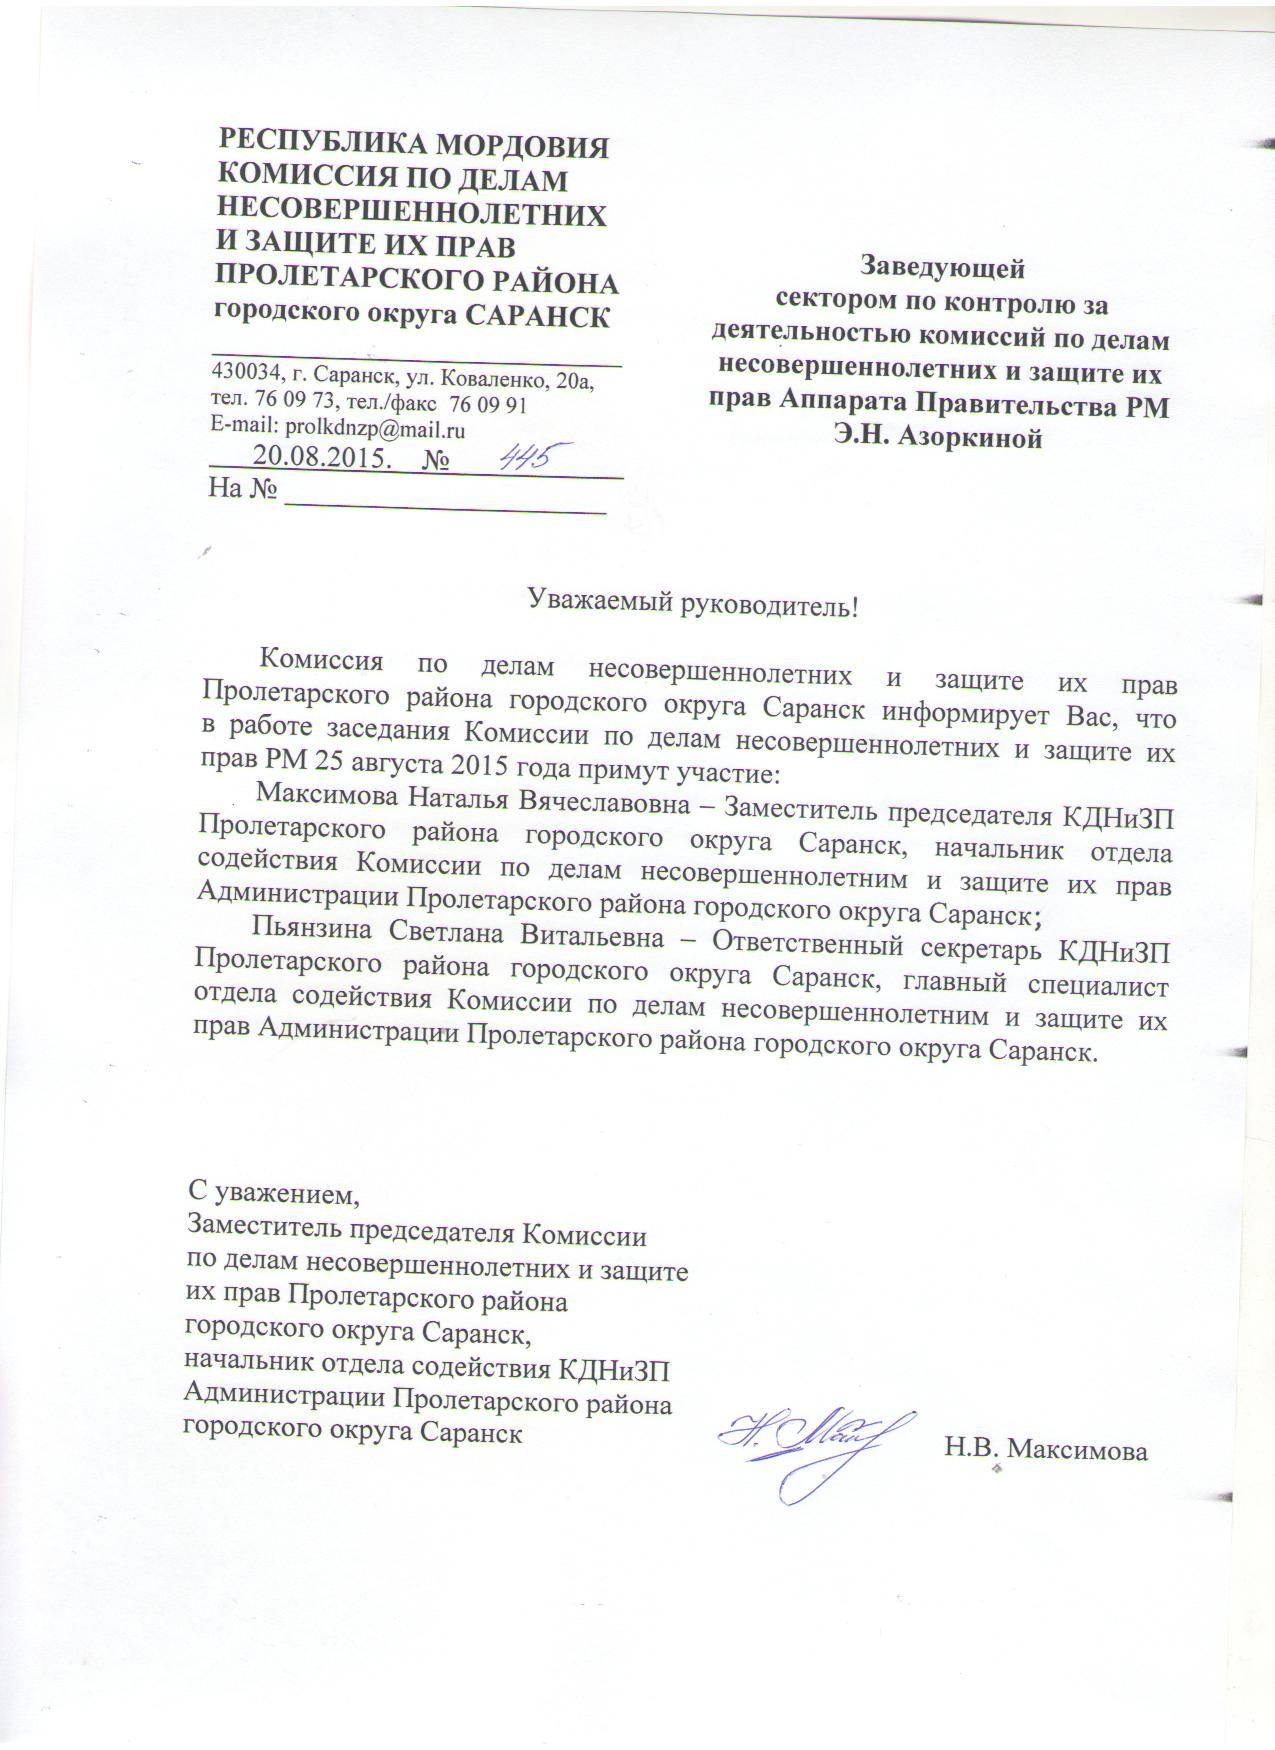 РЕСПУБЛИКА МОРДОВИЯ
КОМИССИЯ ПО ДЕЛАМ
НЕСОВЕРШЕННОЛЕТНИХ
И ЗАЩИТЕ ИХ ПРАВ
ПРОЛЕТАРСКОГО РАЙОНА
городского округа САРАНСК
430034, г. Саранск, ул. Коваленко, 20а,
тел. 76 09 73, тел./факс 76 09 91
E-mail: prolkdnzp@mail.ru
20.08.2015. № 445
На №
Заведующей
сектором по контролю за
деятельностью комиссий по делам
несовершеннолетних и защите их
прав Аппарата Правительства РМ
Э.Н. Азоркиной
Уважаемый руководитель!
Комиссия по делам несовершеннолетних и защите их прав
Пролетарского района городского округа Саранск информирует Вас, что
в работе заседания Комиссии по делам несовершеннолетних и защите их
прав РМ 25 августа 2015 года примут участие:
Максимова Наталья Вячеславовна – Заместитель председателя КДНиЗП
Пролетарского района городского округа Саранск, начальник отдела
содействия Комиссии по делам несовершеннолетним и защите их прав
Администрации Пролетарского района городского округа Саранск;
Пьянзина Светлана Витальевна – Ответственный секретарь КДНиЗП
Пролетарского района городского округа Саранск, главный специалист
отдела содействия Комиссии по делам несовершеннолетним и защите их
прав Администрации Пролетарского района городского округа Саранск.
С уважением,
Заместитель председателя Комиссии
по делам несовершеннолетних и защите
их прав Пролетарского района
городского округа Саранск,
начальник отдела содействия КДНиЗП
Администрации Пролетарского района
городского округа Саранск
Н.В. Максимова